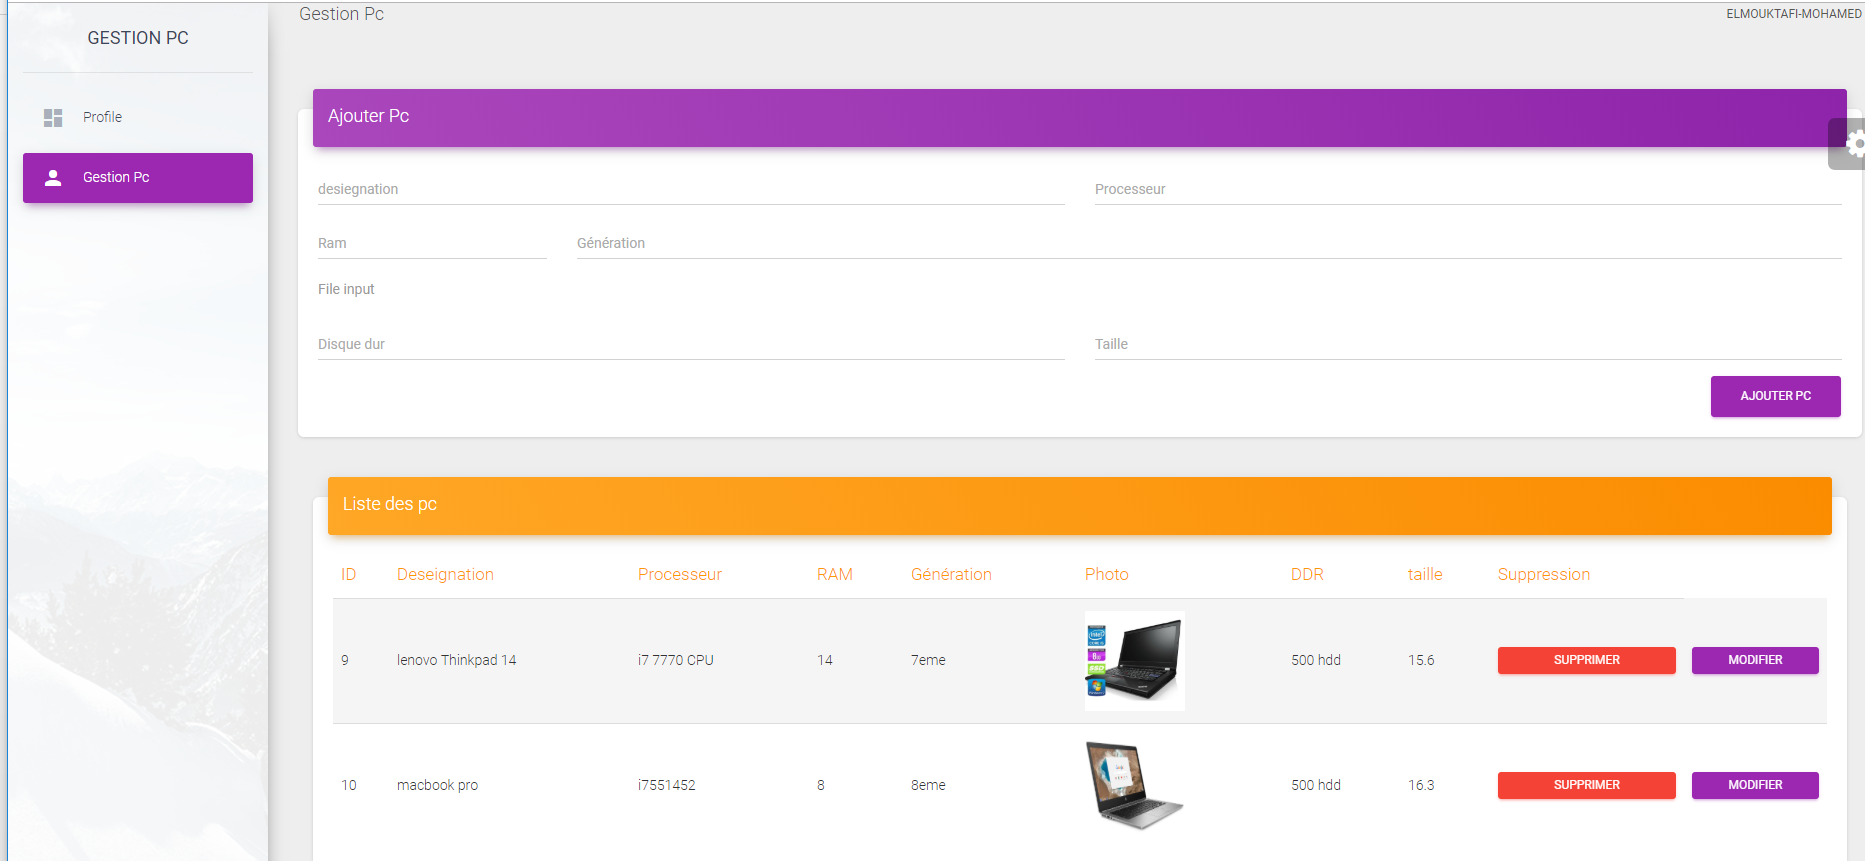 Gestion Pc
ELMOUKTAFI-MOHAMED
GESTION PC
Profile
Gestion Pc
Ajouter Pc
desiegnation
Processeur
Ram
Génération
File input
Disque dur
Taille
AJOUTER PC
Liste des pc
ID Deseignation Processeur RAM Génération Photo DDR taille Suppression
9 lenovo Thinkpad 14 i7 7770 CPU 14 7eme 500 hdd 15.6 SUPPRIMER MODIFIER
10 macbook pro i7551452 8 8eme 500 hdd 16.3 SUPPRIMER MODIFIER